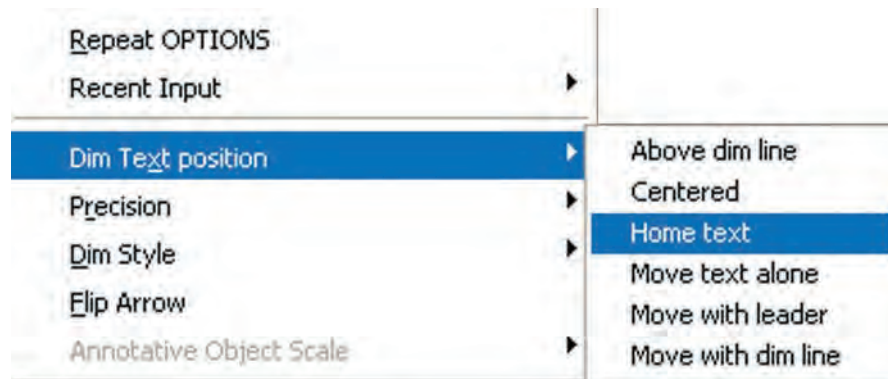 Repeat OPTIONS
Recent Input
Dim Text position
Precision
Dim Style
Flip Arrow
Annotative Object Scale
Above dim line
Centered
Home text
Move text alone
Move with leader
Move with dim line